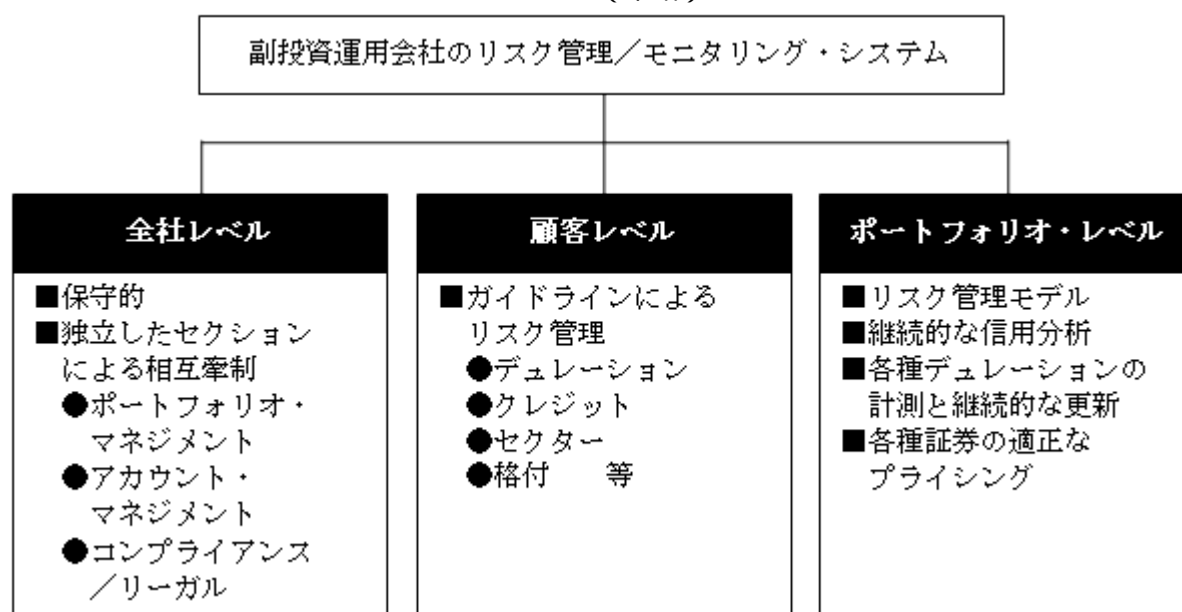 副投資運用会社のリスク管理／モニタリング・システム
全社レベル
■保守的
■独立したセクション
による相互牽制
●ポートフォリオ・
マネジメント
●アカウント・
マネジメント
●コンプライアンス
／リーガル
顧客レベル
■ガイドラインによる
リスク管理
●デュレーション
●クレジット
●セクター
●格付　等
ポートフォリオ・レベル
■リスク管理モデル
■継続的な信用分析
■各種デュレーションの
計測と継続的な更新
■各種証券の適正な
プライシング